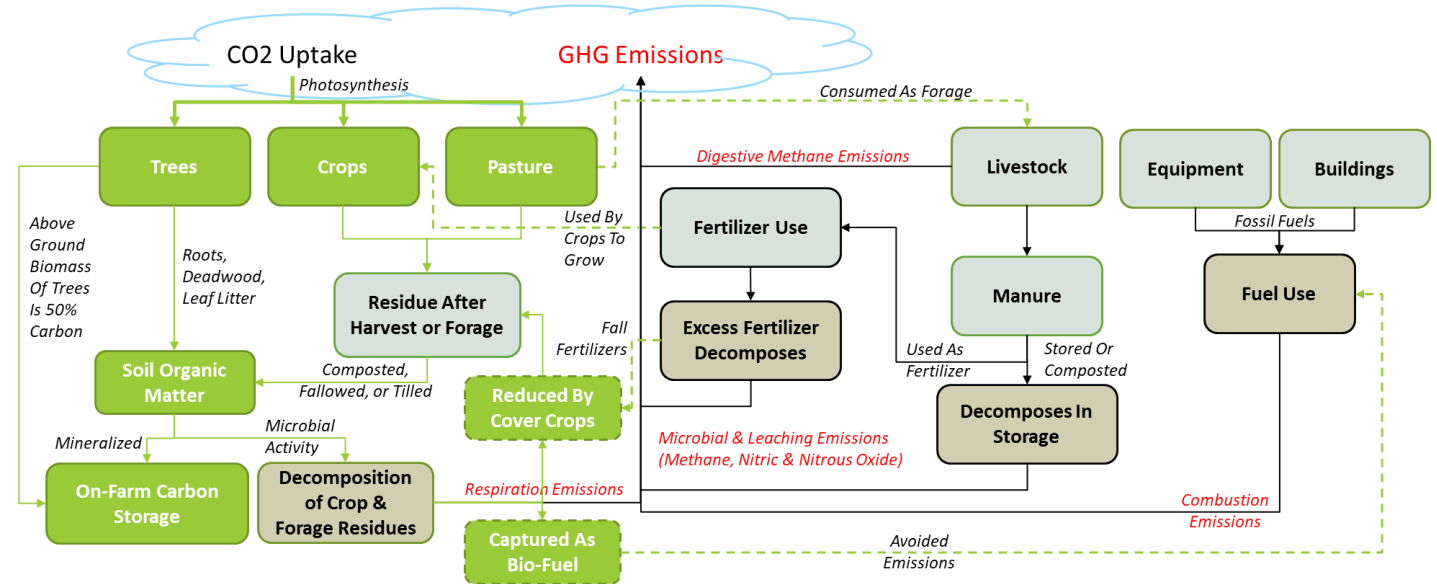 CO2 Uptake
GHG Emissions
Photosynthesis
Consumed As Forage
Trees
Crops
Pasture
Digestive Methane Emissions
Livestock
Equipment
Buildings
Above
Ground
Biomass
Of Trees
Is 50%
Carbon
Roots,
Deadwood,
Leaf Litter
Used By
Crops To
Grow
Fertilizer Use
Fossil Fuels
Residue After
Harvest or Forage
Manure
Fuel Use
Fall
Fertilizers
Excess Fertilizer
Decomposes
Used As
Fertilizer
Stored Or
Composted
Soil Organic
Matter
Composted,
Fallowed, or Tilled
Reduced By
Cover Crops
Decomposes In
Storage
Mineralized
Microbial
Activity
Microbial & Leaching Emissions
(Methane, Nitric & Nitrous Oxide)
On-Farm Carbon
Storage
Decomposition
of Crop &
Forage Residues
Respiration Emissions
Combustion
Emissions
Captured As
Bio-Fuel
Avoided
Emissions